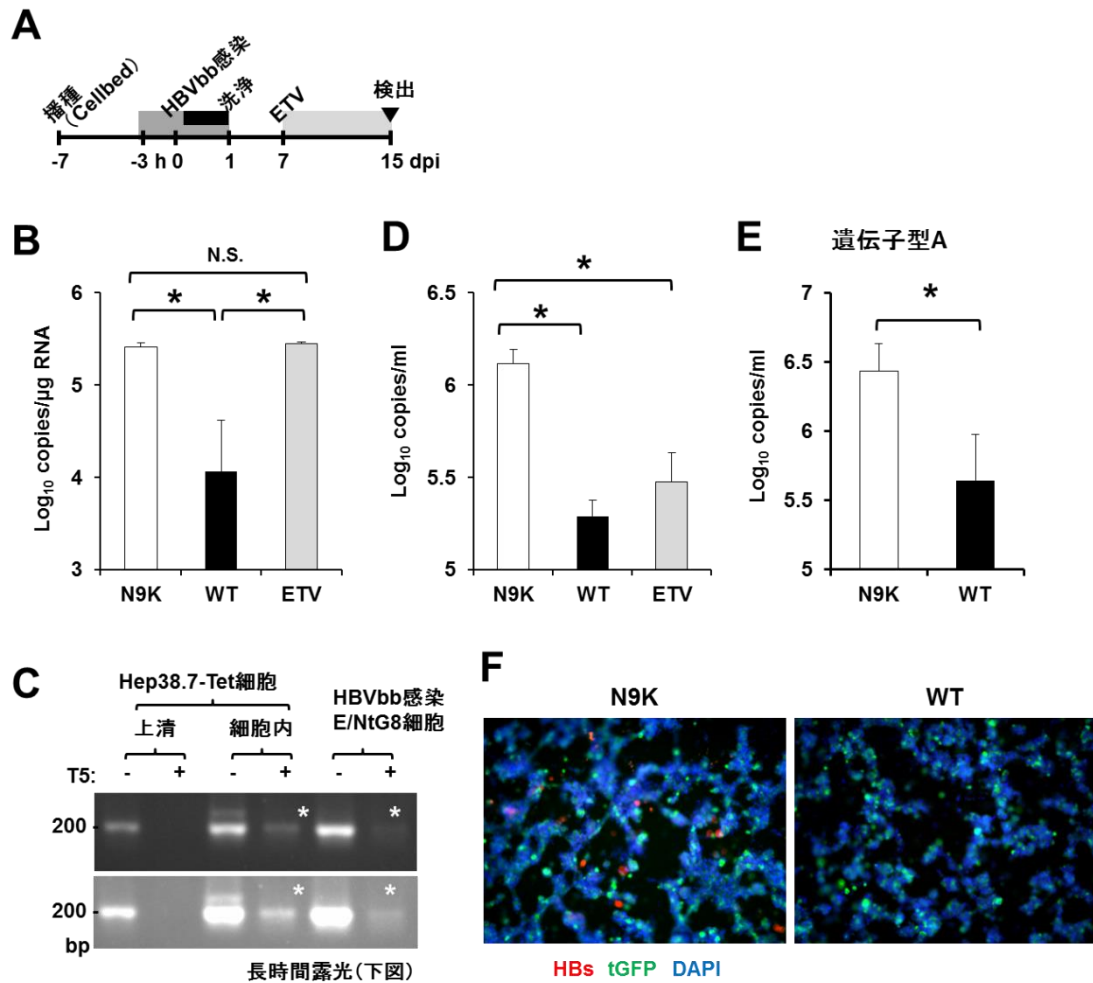 A
播種
(Cellbed)
HBVbb感染
洗浄
ETV
検出
-7 -3 h 0 1 7 15 dpi
B
N.S.
* *
Log10 copies/µg RNA
6
5
4
3
N9K WT ETV
D
*
*
Log10 copies/ml
6.5
6
5.5
5
N9K WT ETV
E 遺伝子型A
*
Log10 copies/ml
7
6.5
6
5.5
5
N9K WT
C
Hep38.7-Tet細胞
HBVbb感染
E/NtG8細胞
上清 細胞内
T5: - + - + - +
200
* *
200
* *
bp
長時間露光(下図)
F
N9K WT
HBs tGFP DAPI